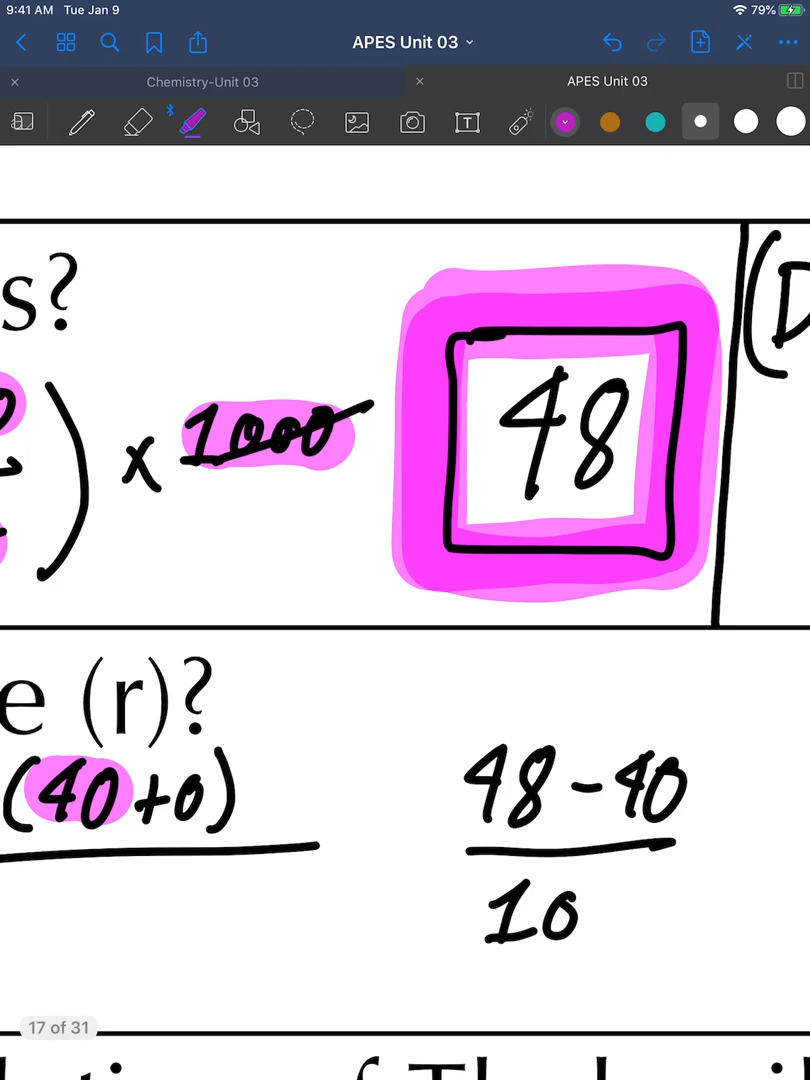 9:41 AM Tue Jan 9 79%
APES Unit 03
Chemistry-Unit 03 APES Unit 03
T
s?
) x 1000 48
(D
e (r)?
(40+0) 48-40
10
17 of 31